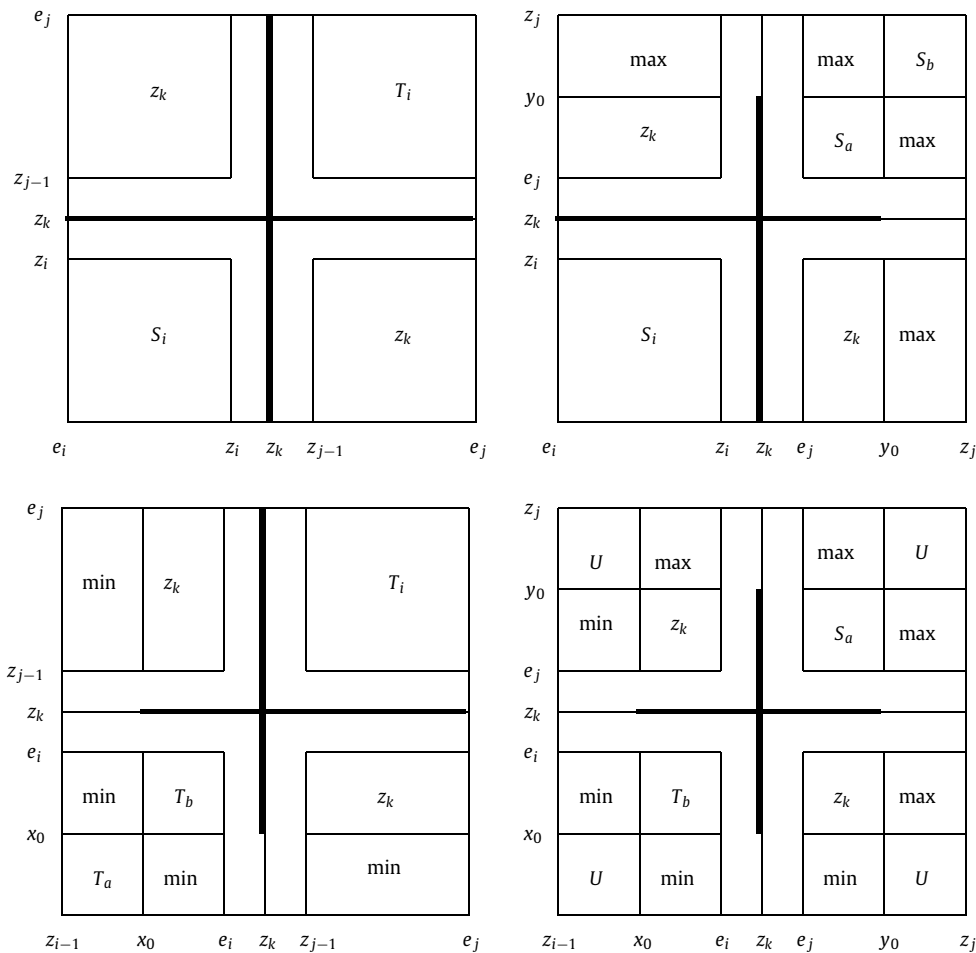 e_j z_j
z_k T_i max max S_b
y_0
z_k S_a max
z_{j−1} e_j
z_k z_k
z_i z_i
S_i z_k S_i z_k max
e_i z_i z_k z_{j−1} e_j e_i z_i z_k e_j y_0 z_j
e_j z_j
min z_k T_i U max max U
y_0
min z_k S_a max
z_{j−1} e_j
z_k z_k
e_i e_i
min T_b z_k min T_b z_k max
x_0 x_0
T_a min min U min min U
z_{i−1} x_0 e_i z_k z_{j−1} e_j z_{i−1} x_0 e_i z_k e_j y_0 z_j